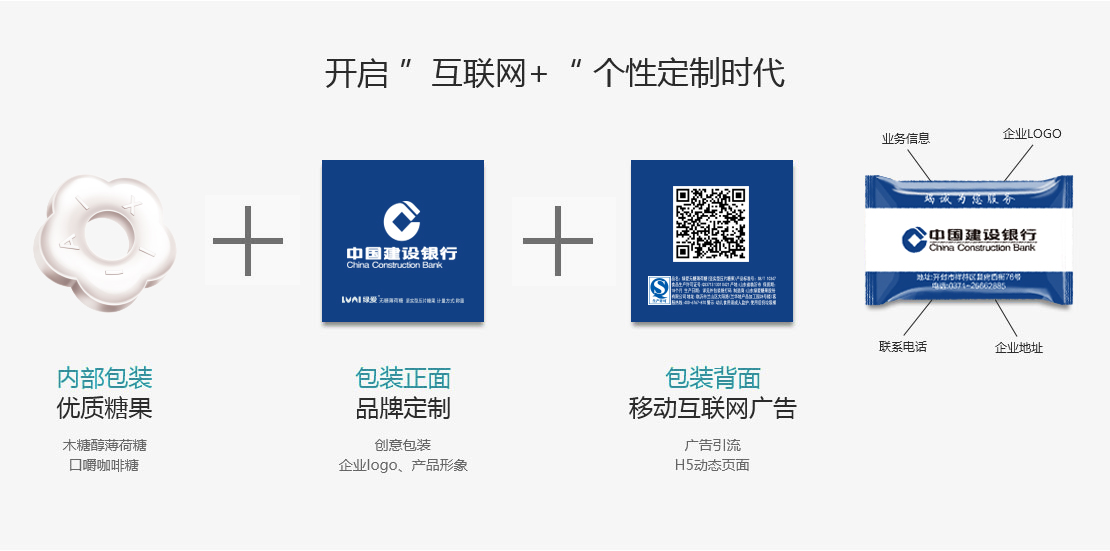 开启 ” 互联网+ “ 个性定制时代
业务信息
企业LOGO
竭诚为您服务
中国建设银行
China Construction Bank
电话:0371-26662885
联系电话
企业地址
中国建设银行
China Construction Bank
LVAI 绿爱
内部包装
优质糖果
木糖醇薄荷糖
口嚼咖啡糖
包装正面
品牌定制
创意包装
企业logo、产品形象
包装背面
移动互联网广告
广告引流
H5动态页面